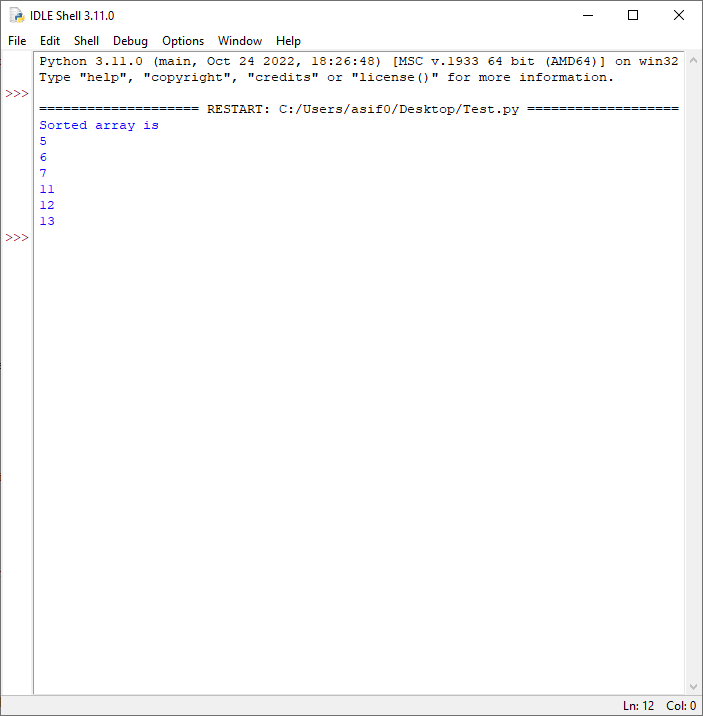 IDLE Shell 3.11.0
File Edit Shell Debug Options Window Help
Python 3.11.0 (main, Oct 24 2022, 18:26:48) [MSC v.1933 64 bit (AMD64)] on win32
Type "help", "copyright", "credits" or "license()" for more information.
>>>
==================== RESTART: C:/Users/asif0/Desktop/Test.py ===================
Sorted array is
5
6
7
11
12
13
>>>
Ln: 12 Col: 0